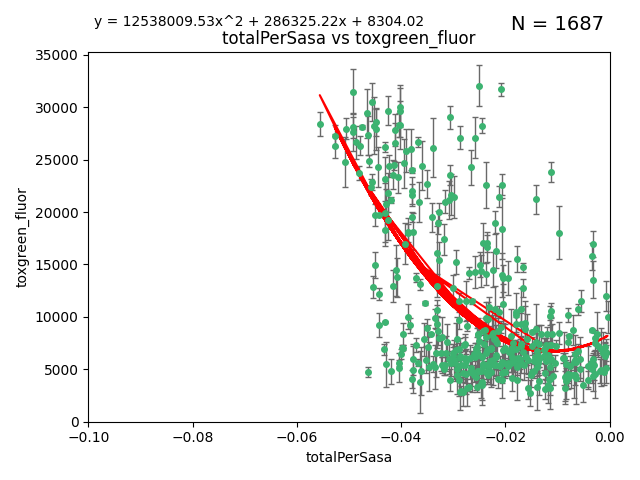 y = 12538009.53x^2 + 286325.22x + 8304.02
N = 1687
totalPerSasa vs toxgreen_fluor
35000
30000
25000
20000
15000
10000
5000
0
toxgreen_fluor
−0.10 −0.08 −0.06 −0.04 −0.02 0.00
totalPerSasa